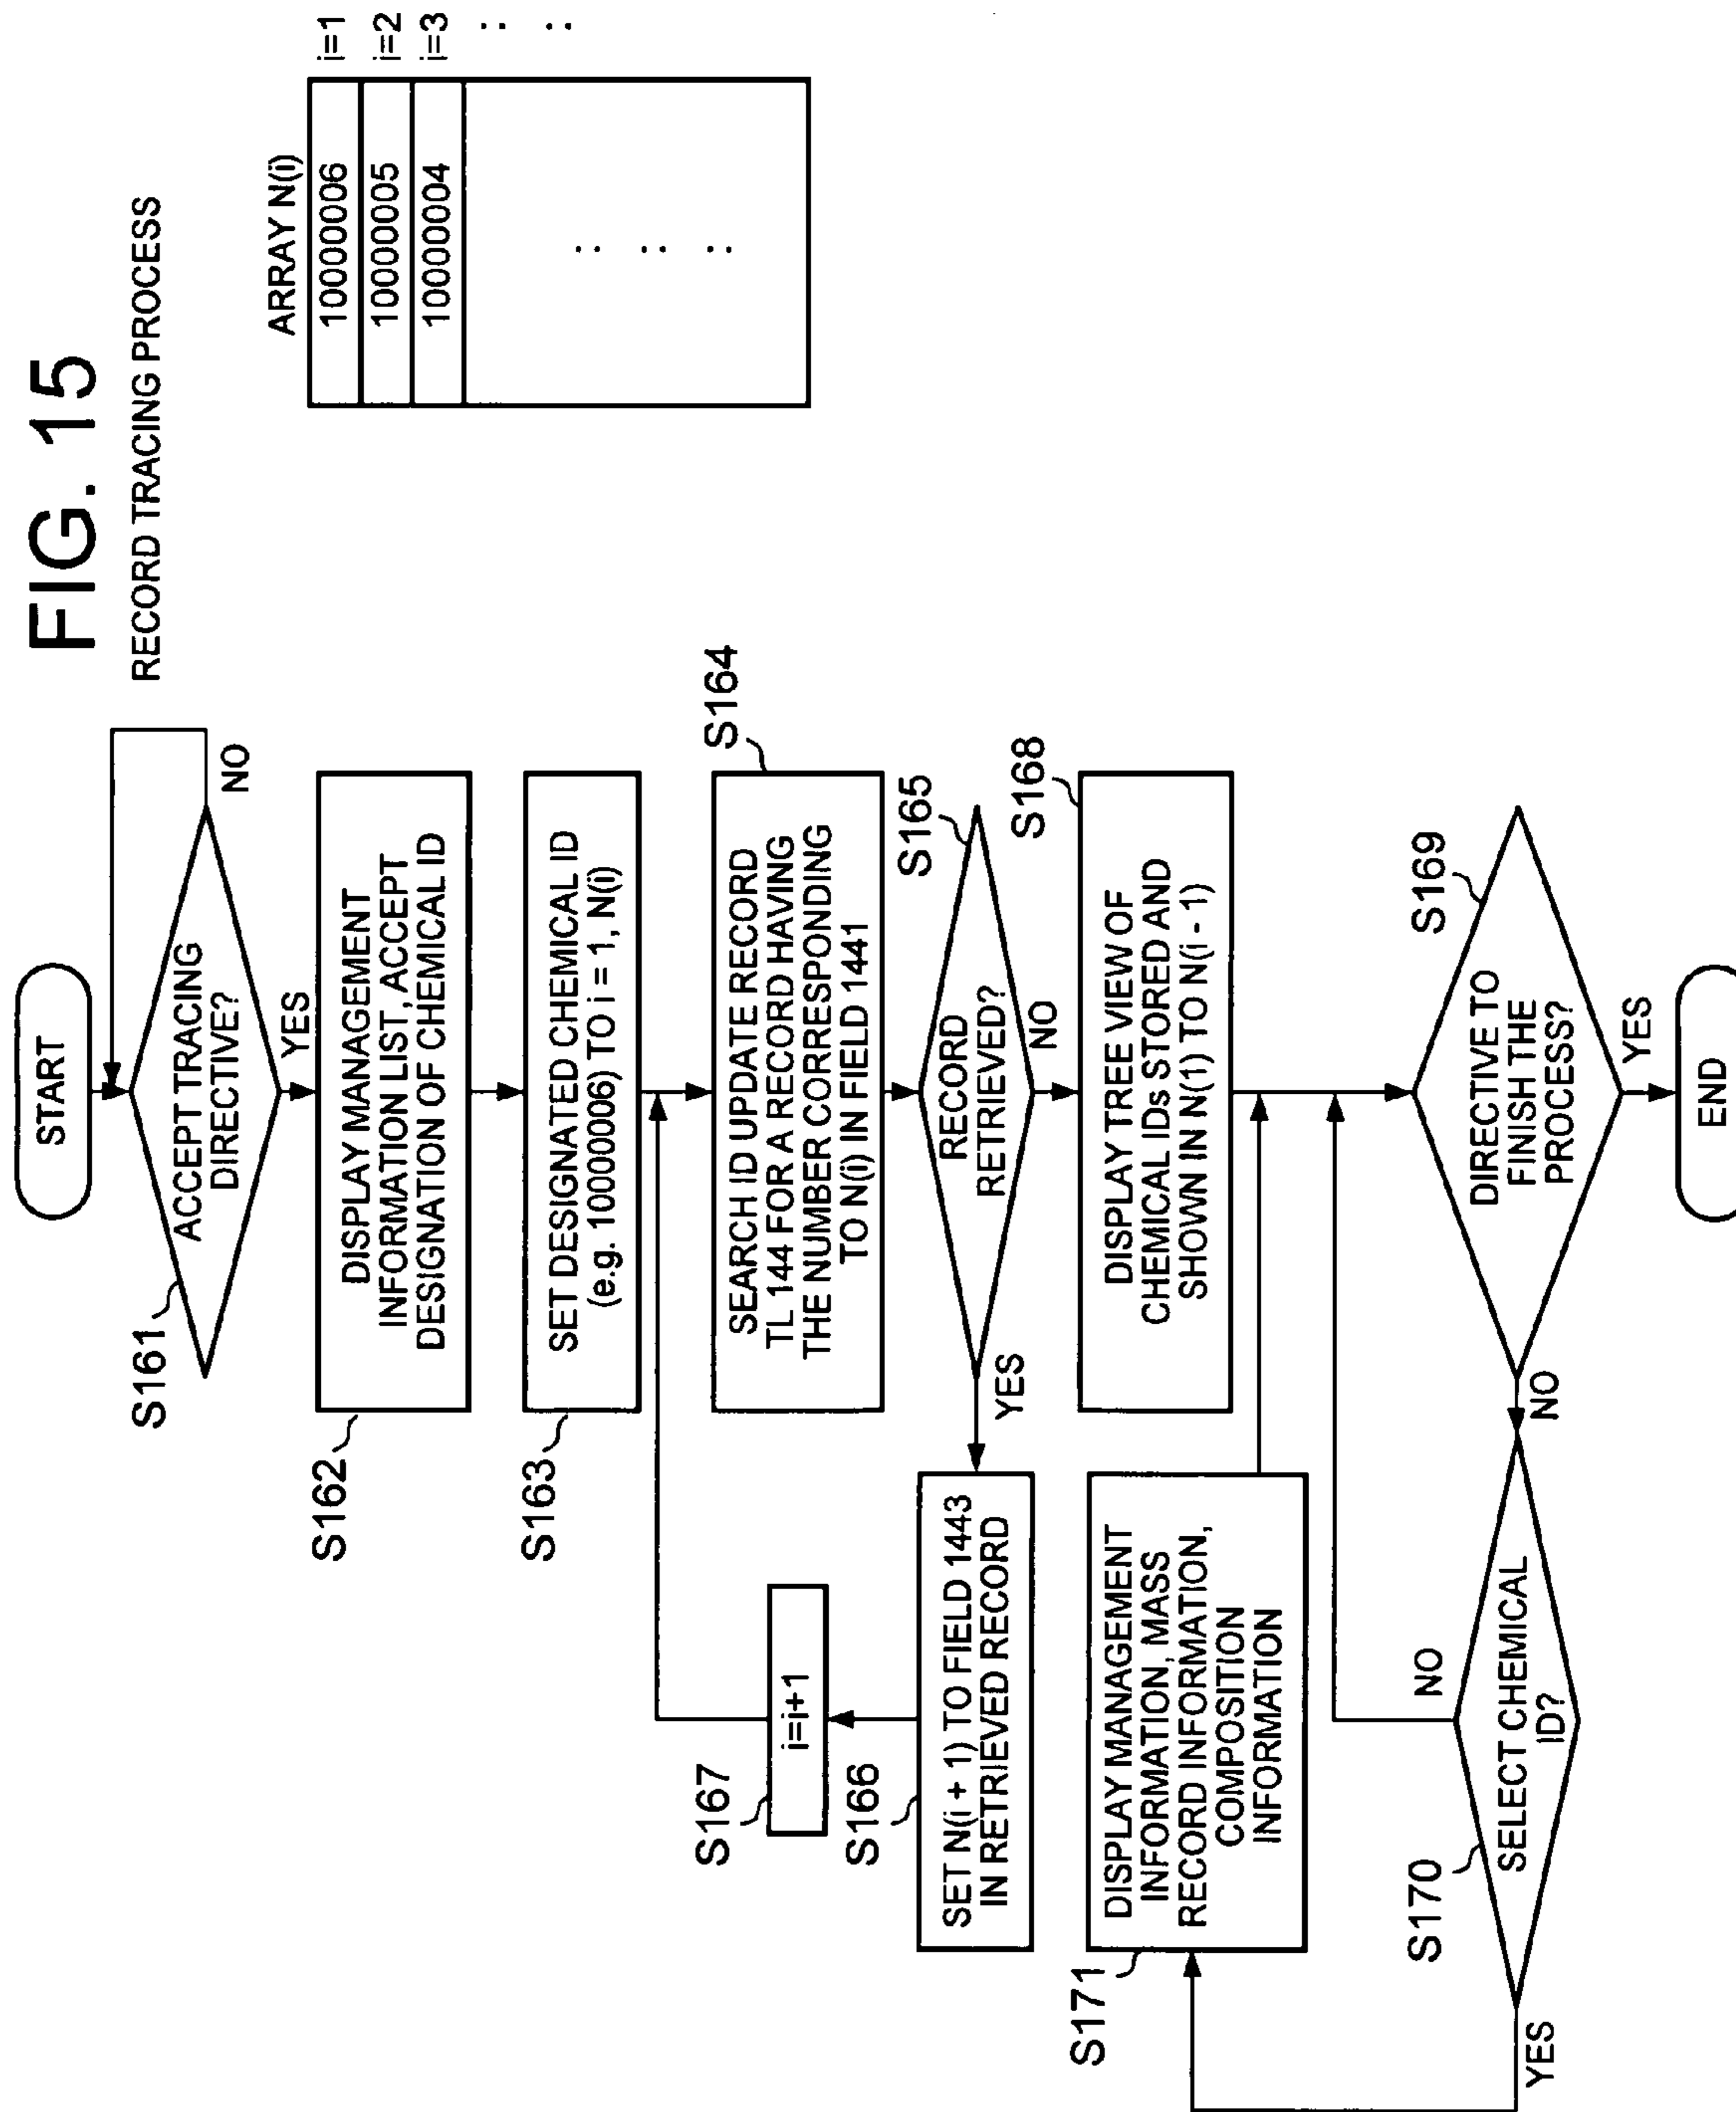 FIG. 15
RECORD TRACING PROCESS
START
S161
ACCEPT TRACING
DIRECTIVE?
NO
YES
S162
DISPLAY MANAGEMENT
INFORMATION LIST, ACCEPT
DESIGNATION OF CHEMICAL ID
S163
SET DESIGNATED CHEMICAL ID
(e.g. 10000006) TO i = 1, N(i)
S164
SEARCH ID UPDATE RECORD
TL 144 FOR A RECORD HAVING
THE NUMBER CORRESPONDING
TO N(i) IN FIELD 1441
S165
RECORD
RETRIEVED?
YES
NO
S167
i=i+1
S166
SET N(i + 1) TO FIELD 1443
IN RETRIEVED RECORD
S168
DISPLAY TREE VIEW OF
CHEMICAL IDs STORED AND
SHOWN IN N(1) TO N(i - 1)
S171
DISPLAY MANAGEMENT
INFORMATION, MASS
RECORD INFORMATION,
COMPOSITION
INFORMATION
S169
DIRECTIVE TO
FINISH THE
PROCESS?
NO
YES
S170
SELECT CHEMICAL
ID?
NO
YES
END
ARRAY N(i)
10000006 i=1
10000005 i=2
10000004 i=3